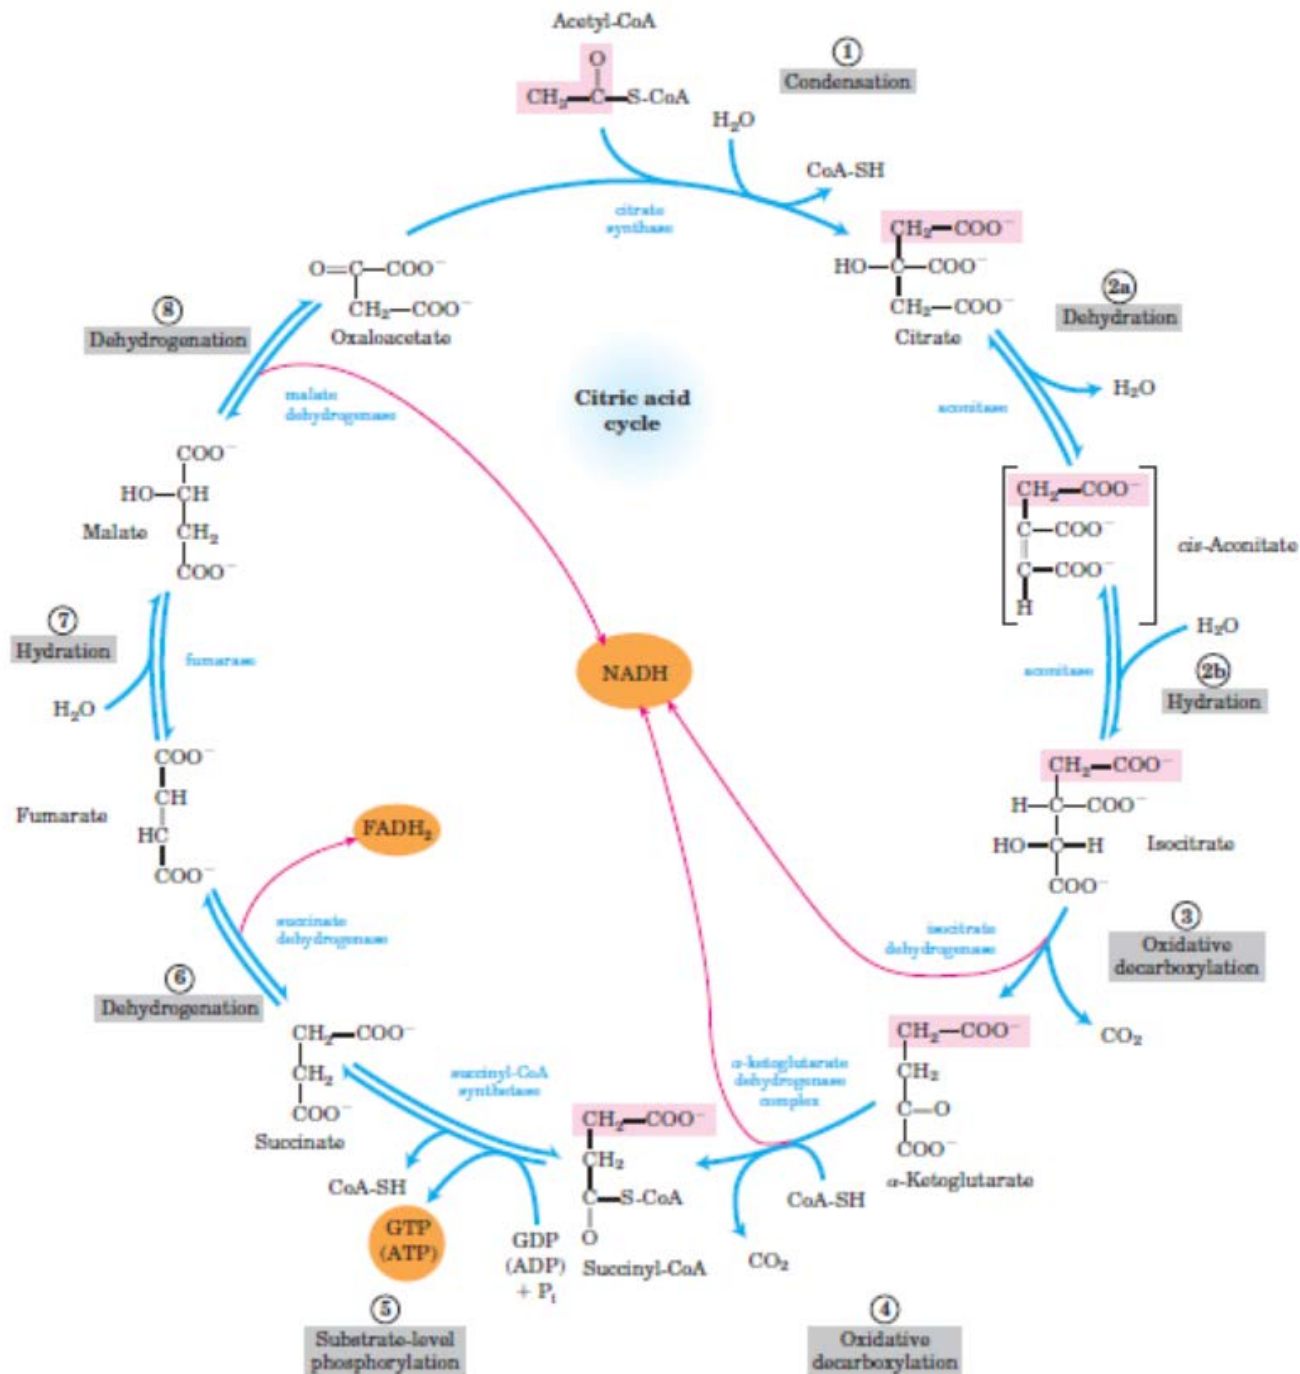 Acetyl-CoA
O
CH₂—C—S-CoA
①
Condensation
H₂O
CoA-SH
citrate
synthase
CH₂—COO⁻
HO—C—COO⁻
CH₂—COO⁻
Citrate
O=C—COO⁻
CH₂—COO⁻
Oxaloacetate
⑧
Dehydrogenation
2a
Dehydration
H₂O
aconitase
malate
dehydrogenase
Citric acid
cycle
COO⁻
HO—CH
CH₂
COO⁻
Malate
CH₂—COO⁻
C—COO⁻
C—COO⁻
H
cis-Aconitate
⑦
Hydration
fumarase
H₂O
NADH
aconitase
H₂O
2b
Hydration
COO⁻
CH
HC
COO⁻
Fumarate
FADH₂
CH₂—COO⁻
H—C—COO⁻
HO—C—H
COO⁻
Isocitrate
succinate
dehydrogenase
isocitrate
dehydrogenase
③
Oxidative
decarboxylation
CO₂
⑥
Dehydrogenation
CH₂—COO⁻
CH₂
COO⁻
Succinate
succinyl-CoA
synthetase
α-ketoglutarate
dehydrogenase
complex
CH₂—COO⁻
CH₂
C—O
COO⁻
α-Ketoglutarate
CH₂—COO⁻
CH₂
C—S-CoA
O
Succinyl-CoA
CoA-SH
CO₂
CoA-SH
GTP
(ATP)
GDP
(ADP)
+ Pᵢ
⑤
Substrate-level
phosphorylation
④
Oxidative
decarboxylation